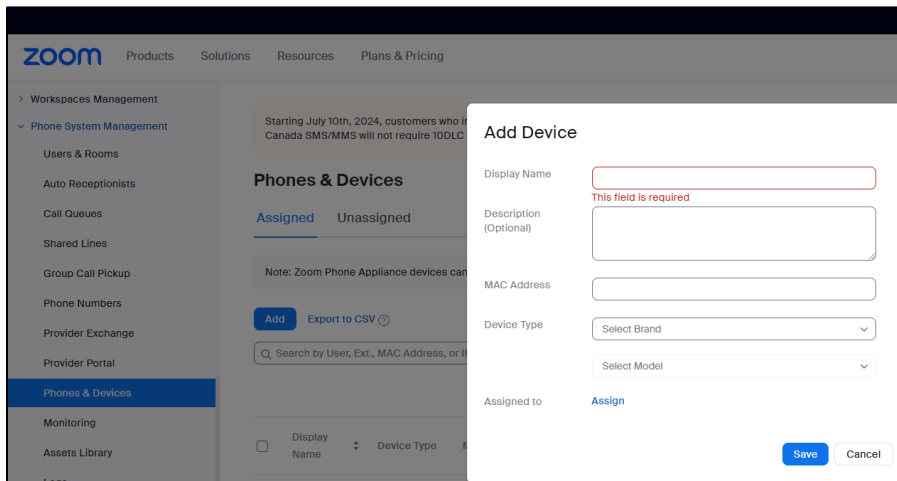 zoom
Products Solutions Resources Plans & Pricing
Workspaces Management
Phone System Management
Users & Rooms
Auto Receptionists
Call Queues
Shared Lines
Group Call Pickup
Phone Numbers
Provider Exchange
Provider Portal
Phones & Devices
Monitoring
Assets Library
Logs
Starting July 10th, 2024, customers who
Canada SMS/MMS will not require 10DLC
Phones & Devices
Assigned Unassigned
Note: Zoom Phone Appliance devices can
Add Export to CSV
Search by User, Ext., MAC Address, or
Display
Name
Device Type
Add Device
Display Name
This field is required
Description
(Optional)
MAC Address
Device Type
Select Brand
Select Model
Assigned to Assign
Save Cancel